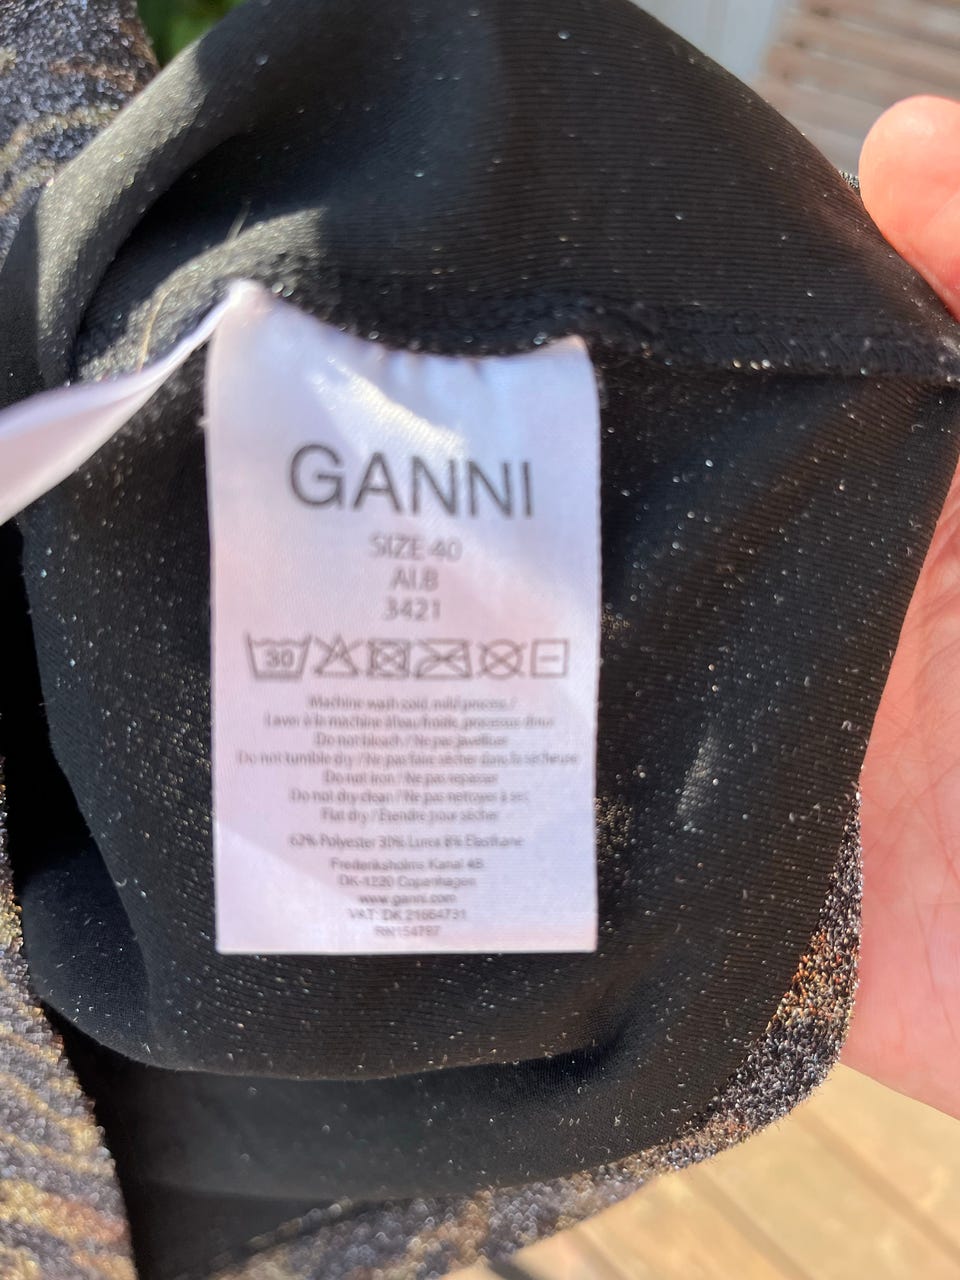 GANNI
SIZE 40
AI.B
3421
30
Machine wash cold, mild process /
Laver à la machine à l'eau froide, processus doux
Do not bleach / Ne pas javelliser
Do not tumble dry / Ne pas faire sécher dans la sécheuse
Do not iron / Ne pas repasser
Do not dry clean / Ne pas nettoyer à sec
Flat dry / Étendre pour sécher
62% Polyester 30% Lurex 8% Elasthane
Frederiksholms Kanal 4B
DK-1220 Copenhagen
www.ganni.com
VAT: DK 21664731
RN154797